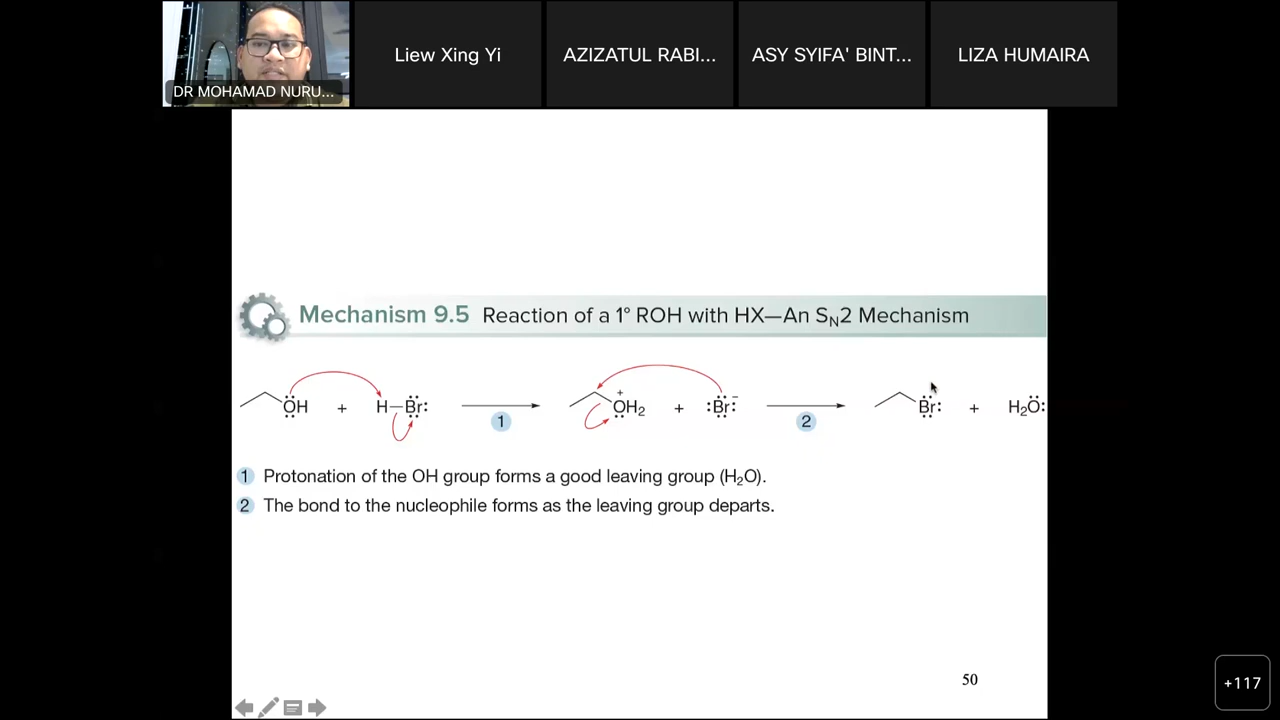 Liew Xing Yi
AZIZATUL RABI...
ASY SYIFA' BINT...
LIZA HUMAIRA
DR MOHAMAD NURU...
Mechanism 9.5 Reaction of a 1° ROH with HX—An SN2 Mechanism
ÖH + H—Br: 1 +OH₂ + :Br:⁻ 2 Br: + H₂O:
1 Protonation of the OH group forms a good leaving group (H₂O).
2 The bond to the nucleophile forms as the leaving group departs.
50
+117